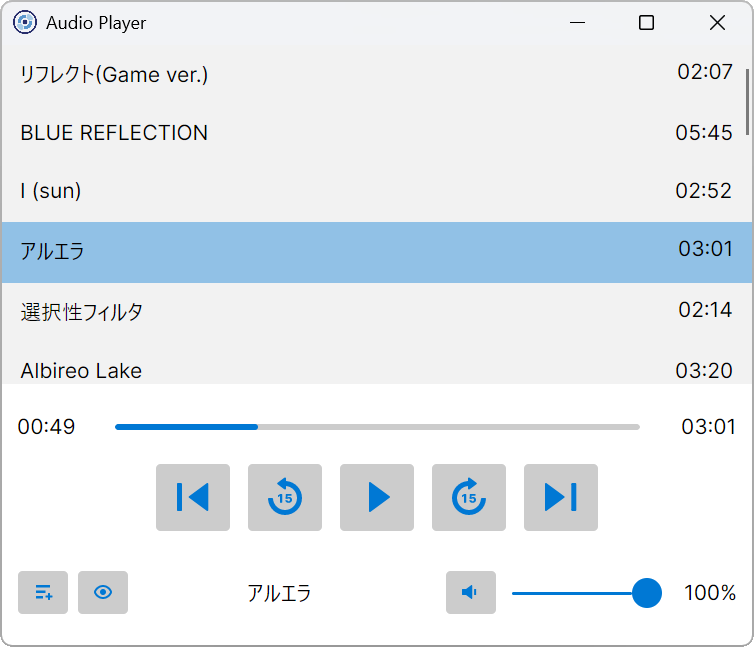 Audio Player
リフレクト(Game ver.) 02:07
BLUE REFLECTION 05:45
I (sun) 02:52
アルエラ 03:01
選択性フィルタ 02:14
Albireo Lake 03:20
00:49 03:01
15 15
アルエラ 100%